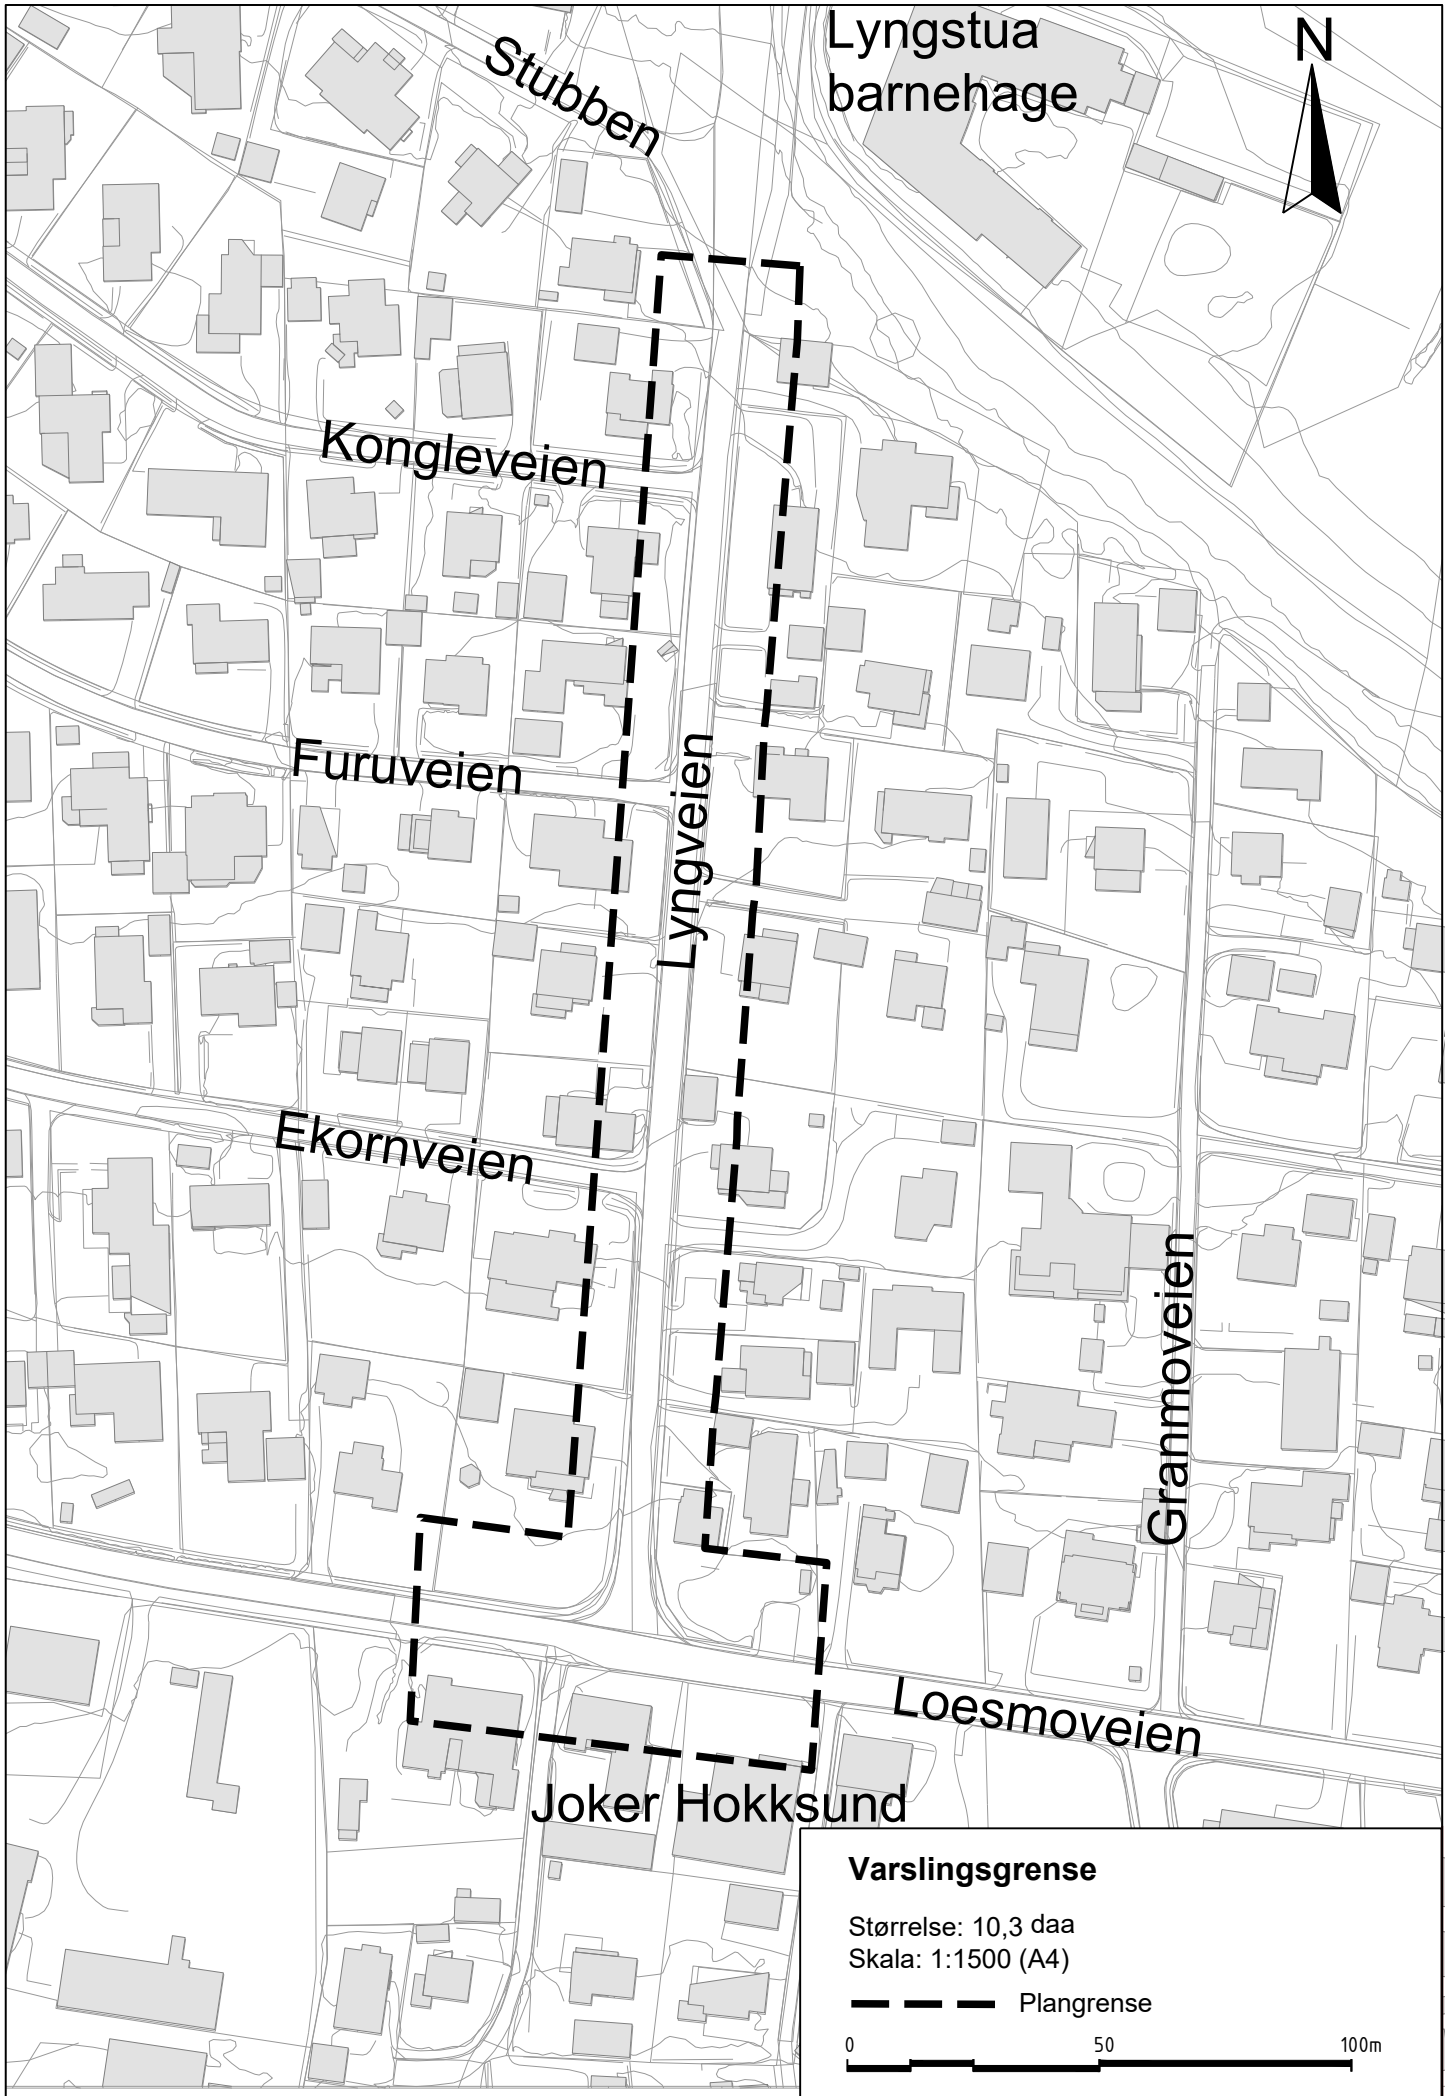 Lyngstua
barnehage
N
Stubben
Kongleveien
Furuveien
Lyngveien
Ekornveien
Granmoveien
Loesmoveien
Joker Hokksund
Varslingsgrense
Størrelse: 10,3 daa
Skala: 1:1500 (A4)
Plangrense
0 50 100m